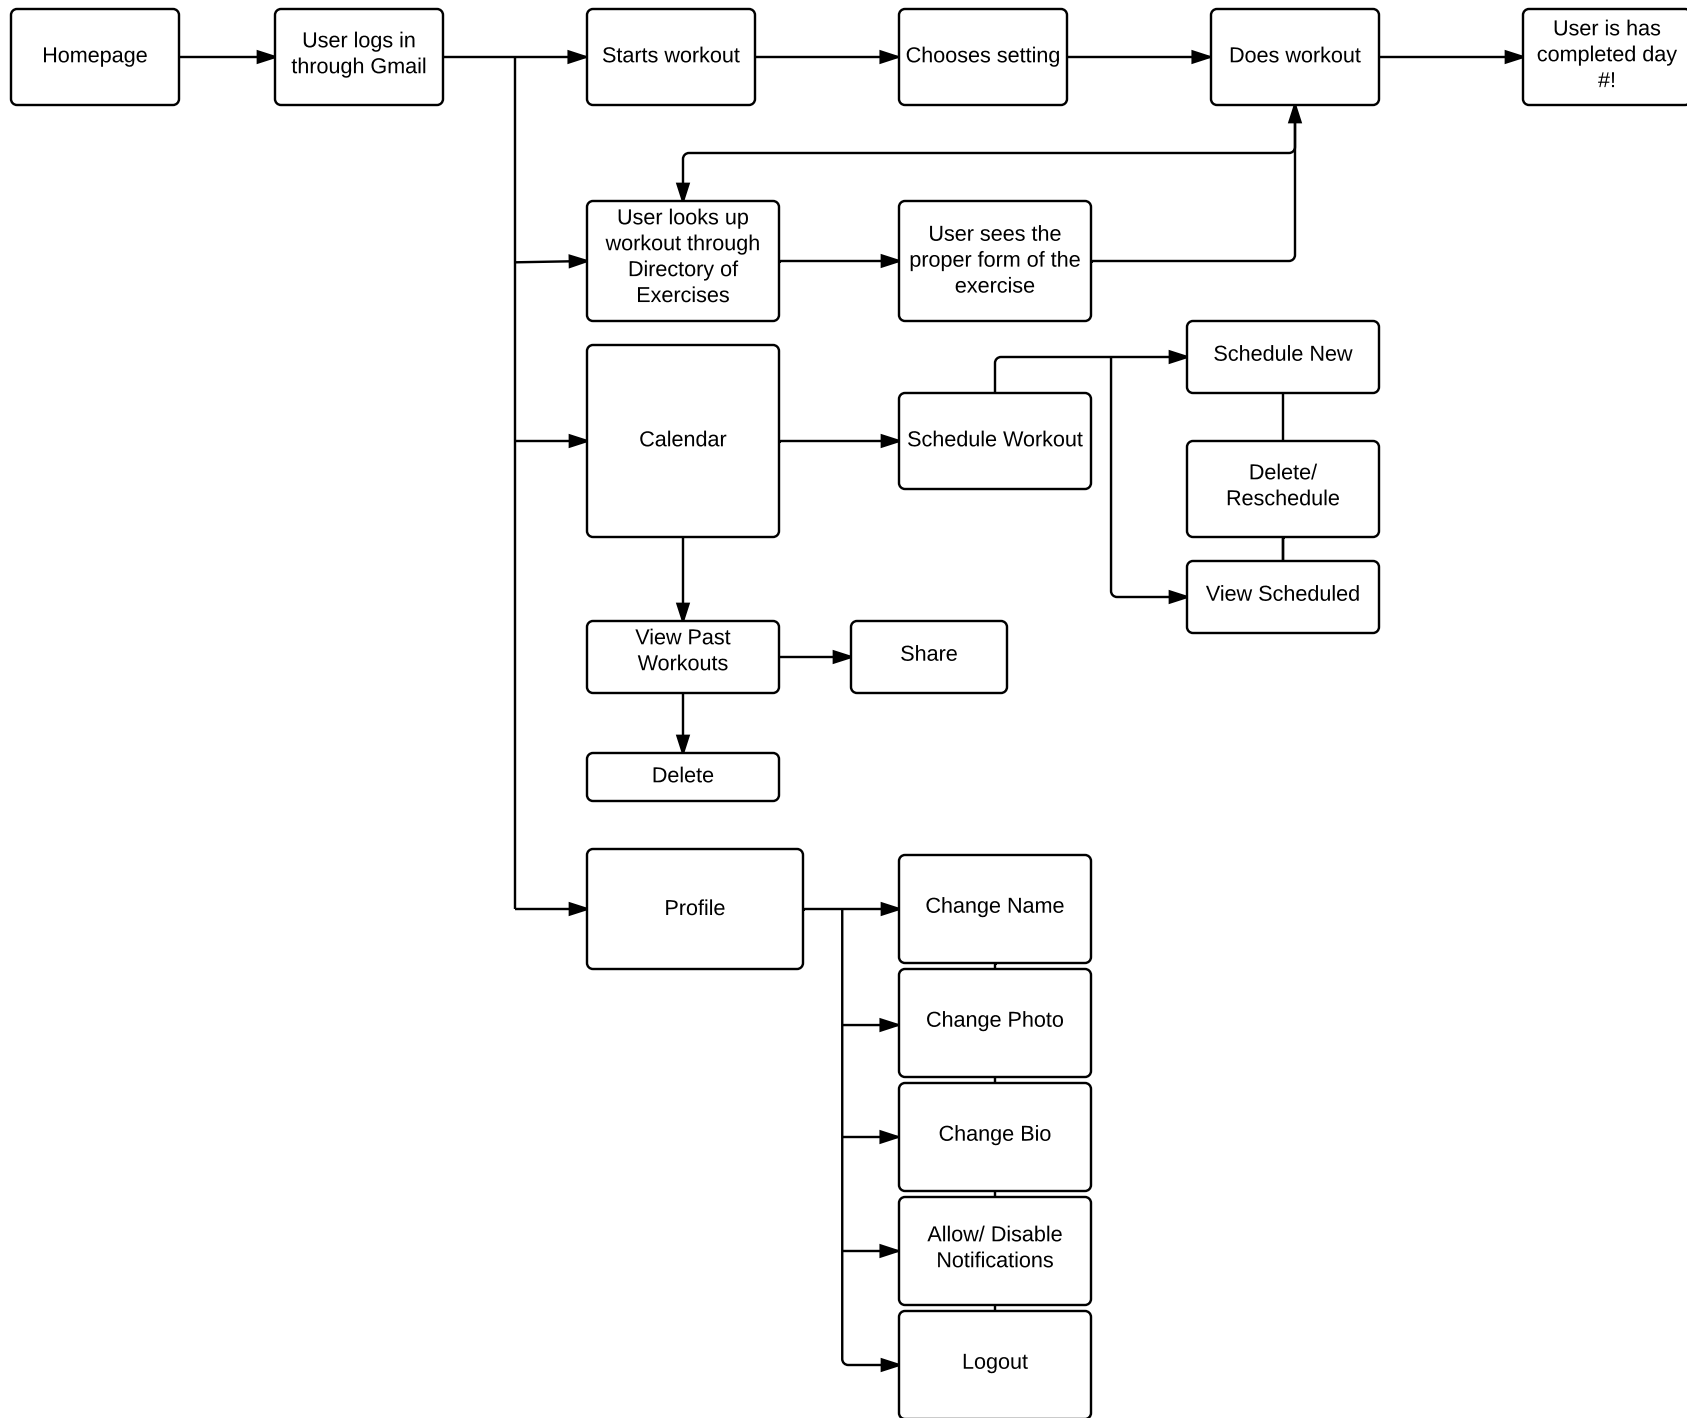 Homepage
User logs in
through Gmail
Starts workout
Chooses setting
Does workout
User is has
completed day
#!
User looks up
workout through
Directory of
Exercises
User sees the
proper form of the
exercise
Calendar
Schedule Workout
Schedule New
Delete/
Reschedule
View Scheduled
View Past
Workouts
Share
Delete
Profile
Change Name
Change Photo
Change Bio
Allow/ Disable
Notifications
Logout